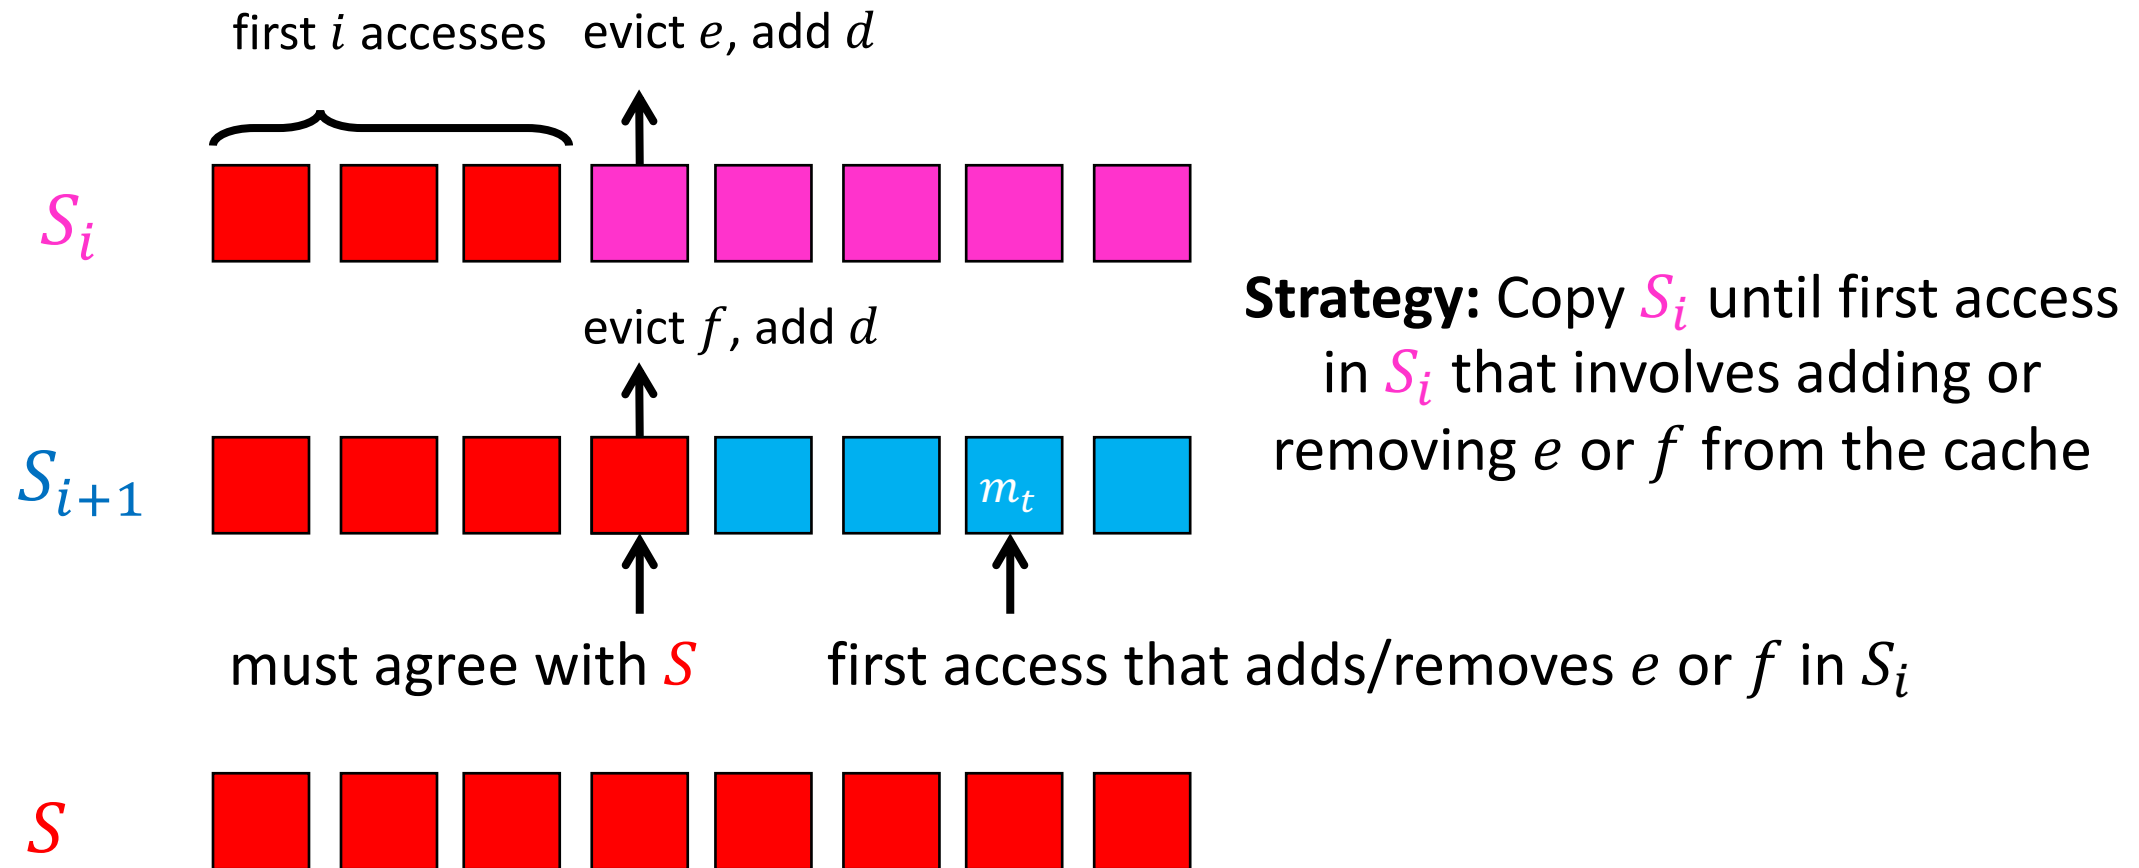 first i accesses
evict e, add d
S_i
evict f, add d
Strategy: Copy S_i until first access
in S_i that involves adding or
removing e or f from the cache
S_{i+1}
m_t
must agree with S
first access that adds/removes e or f in S_i
S